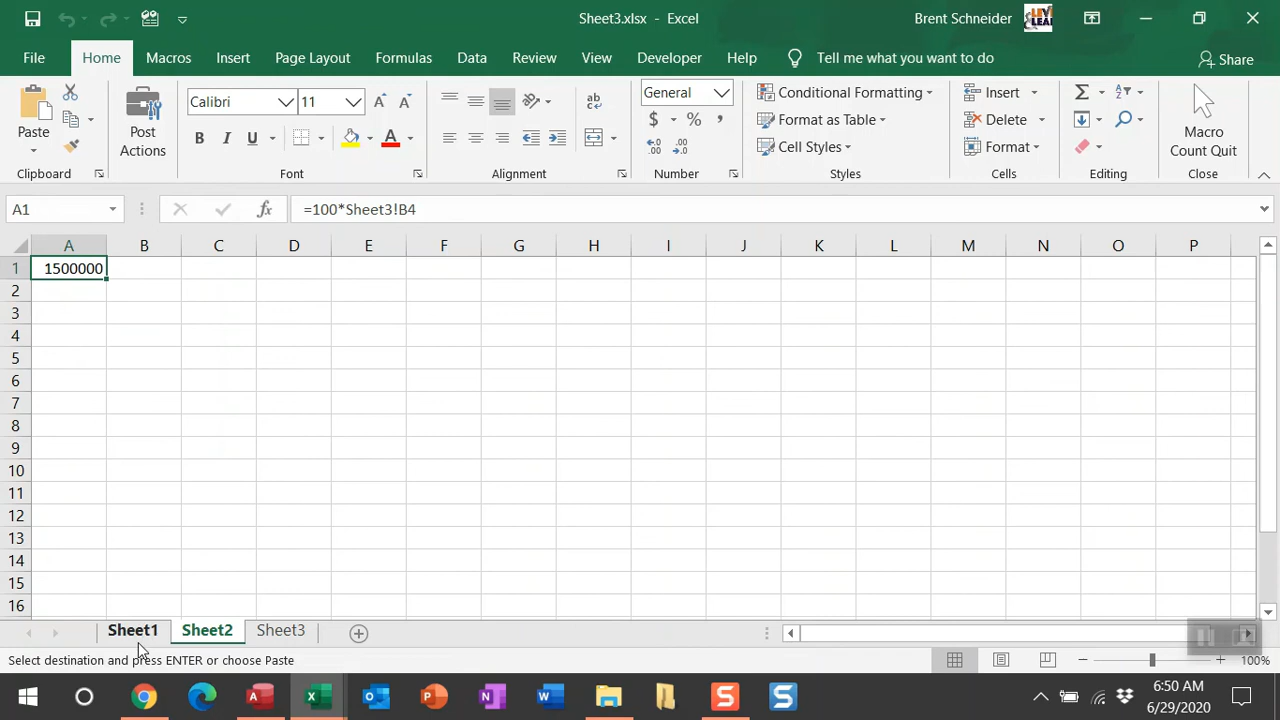 Sheet3.xlsx - Excel
Brent Schneider
File Home Macros Insert Page Layout Formulas Data Review View Developer Help Tell me what you want to do Share
Paste
Clipboard
Post Actions
Calibri 11
B I U A
Font
ab
Alignment
General
$ % ,
Number
Conditional Formatting
Format as Table
Cell Styles
Styles
Insert
Delete
Format
Cells
Σ
Editing
Macro Count Quit
Close
A1 fx =100*Sheet3!B4
A B C D E F G H I J K L M N O P
1 1500000
2
3
4
5
6
7
8
9
10
11
12
13
14
15
16
Sheet1 Sheet2 Sheet3
Select destination and press ENTER or choose Paste
100%
6:50 AM
6/29/2020